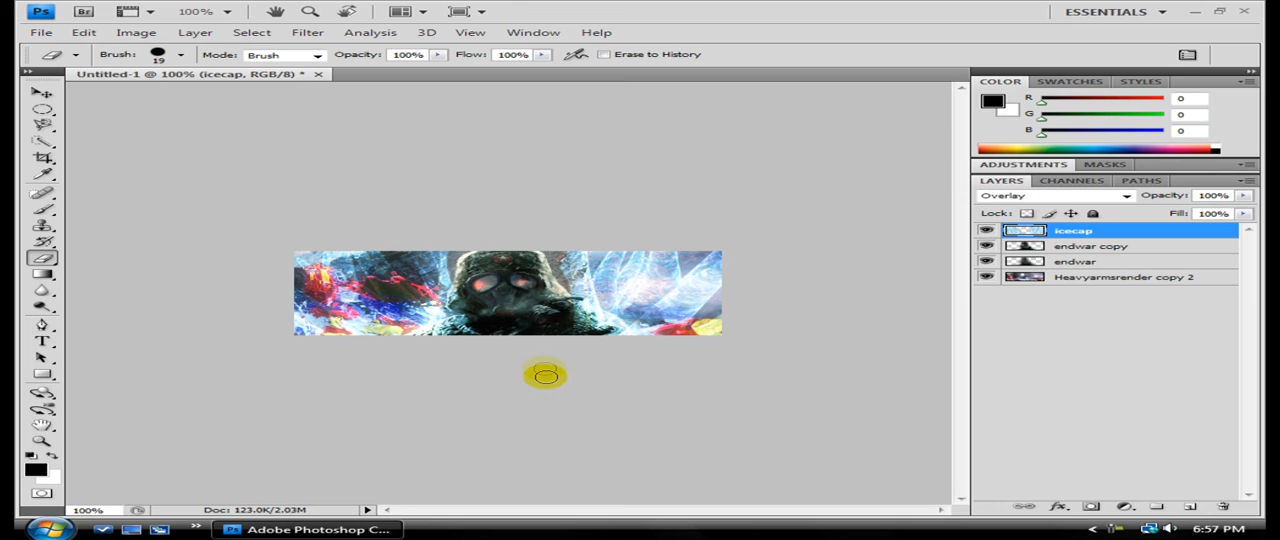 Ps Br 100% ESSENTIALS
File Edit Image Layer Select Filter Analysis 3D View Window Help
Brush: 19 Mode: Brush Opacity: 100% Flow: 100% Erase to History
Untitled-1 @ 100% (icecap, RGB/8) *
COLOR SWATCHES STYLES
R 0
G 0
B 0
ADJUSTMENTS MASKS
LAYERS CHANNELS PATHS
Overlay Opacity: 100%
Lock: Fill: 100%
icecap
endwar copy
endwar
Heavyarmsrender copy 2
100% Doc: 123.0K/2.03M
Ps Adobe Photoshop C... 6:57 PM